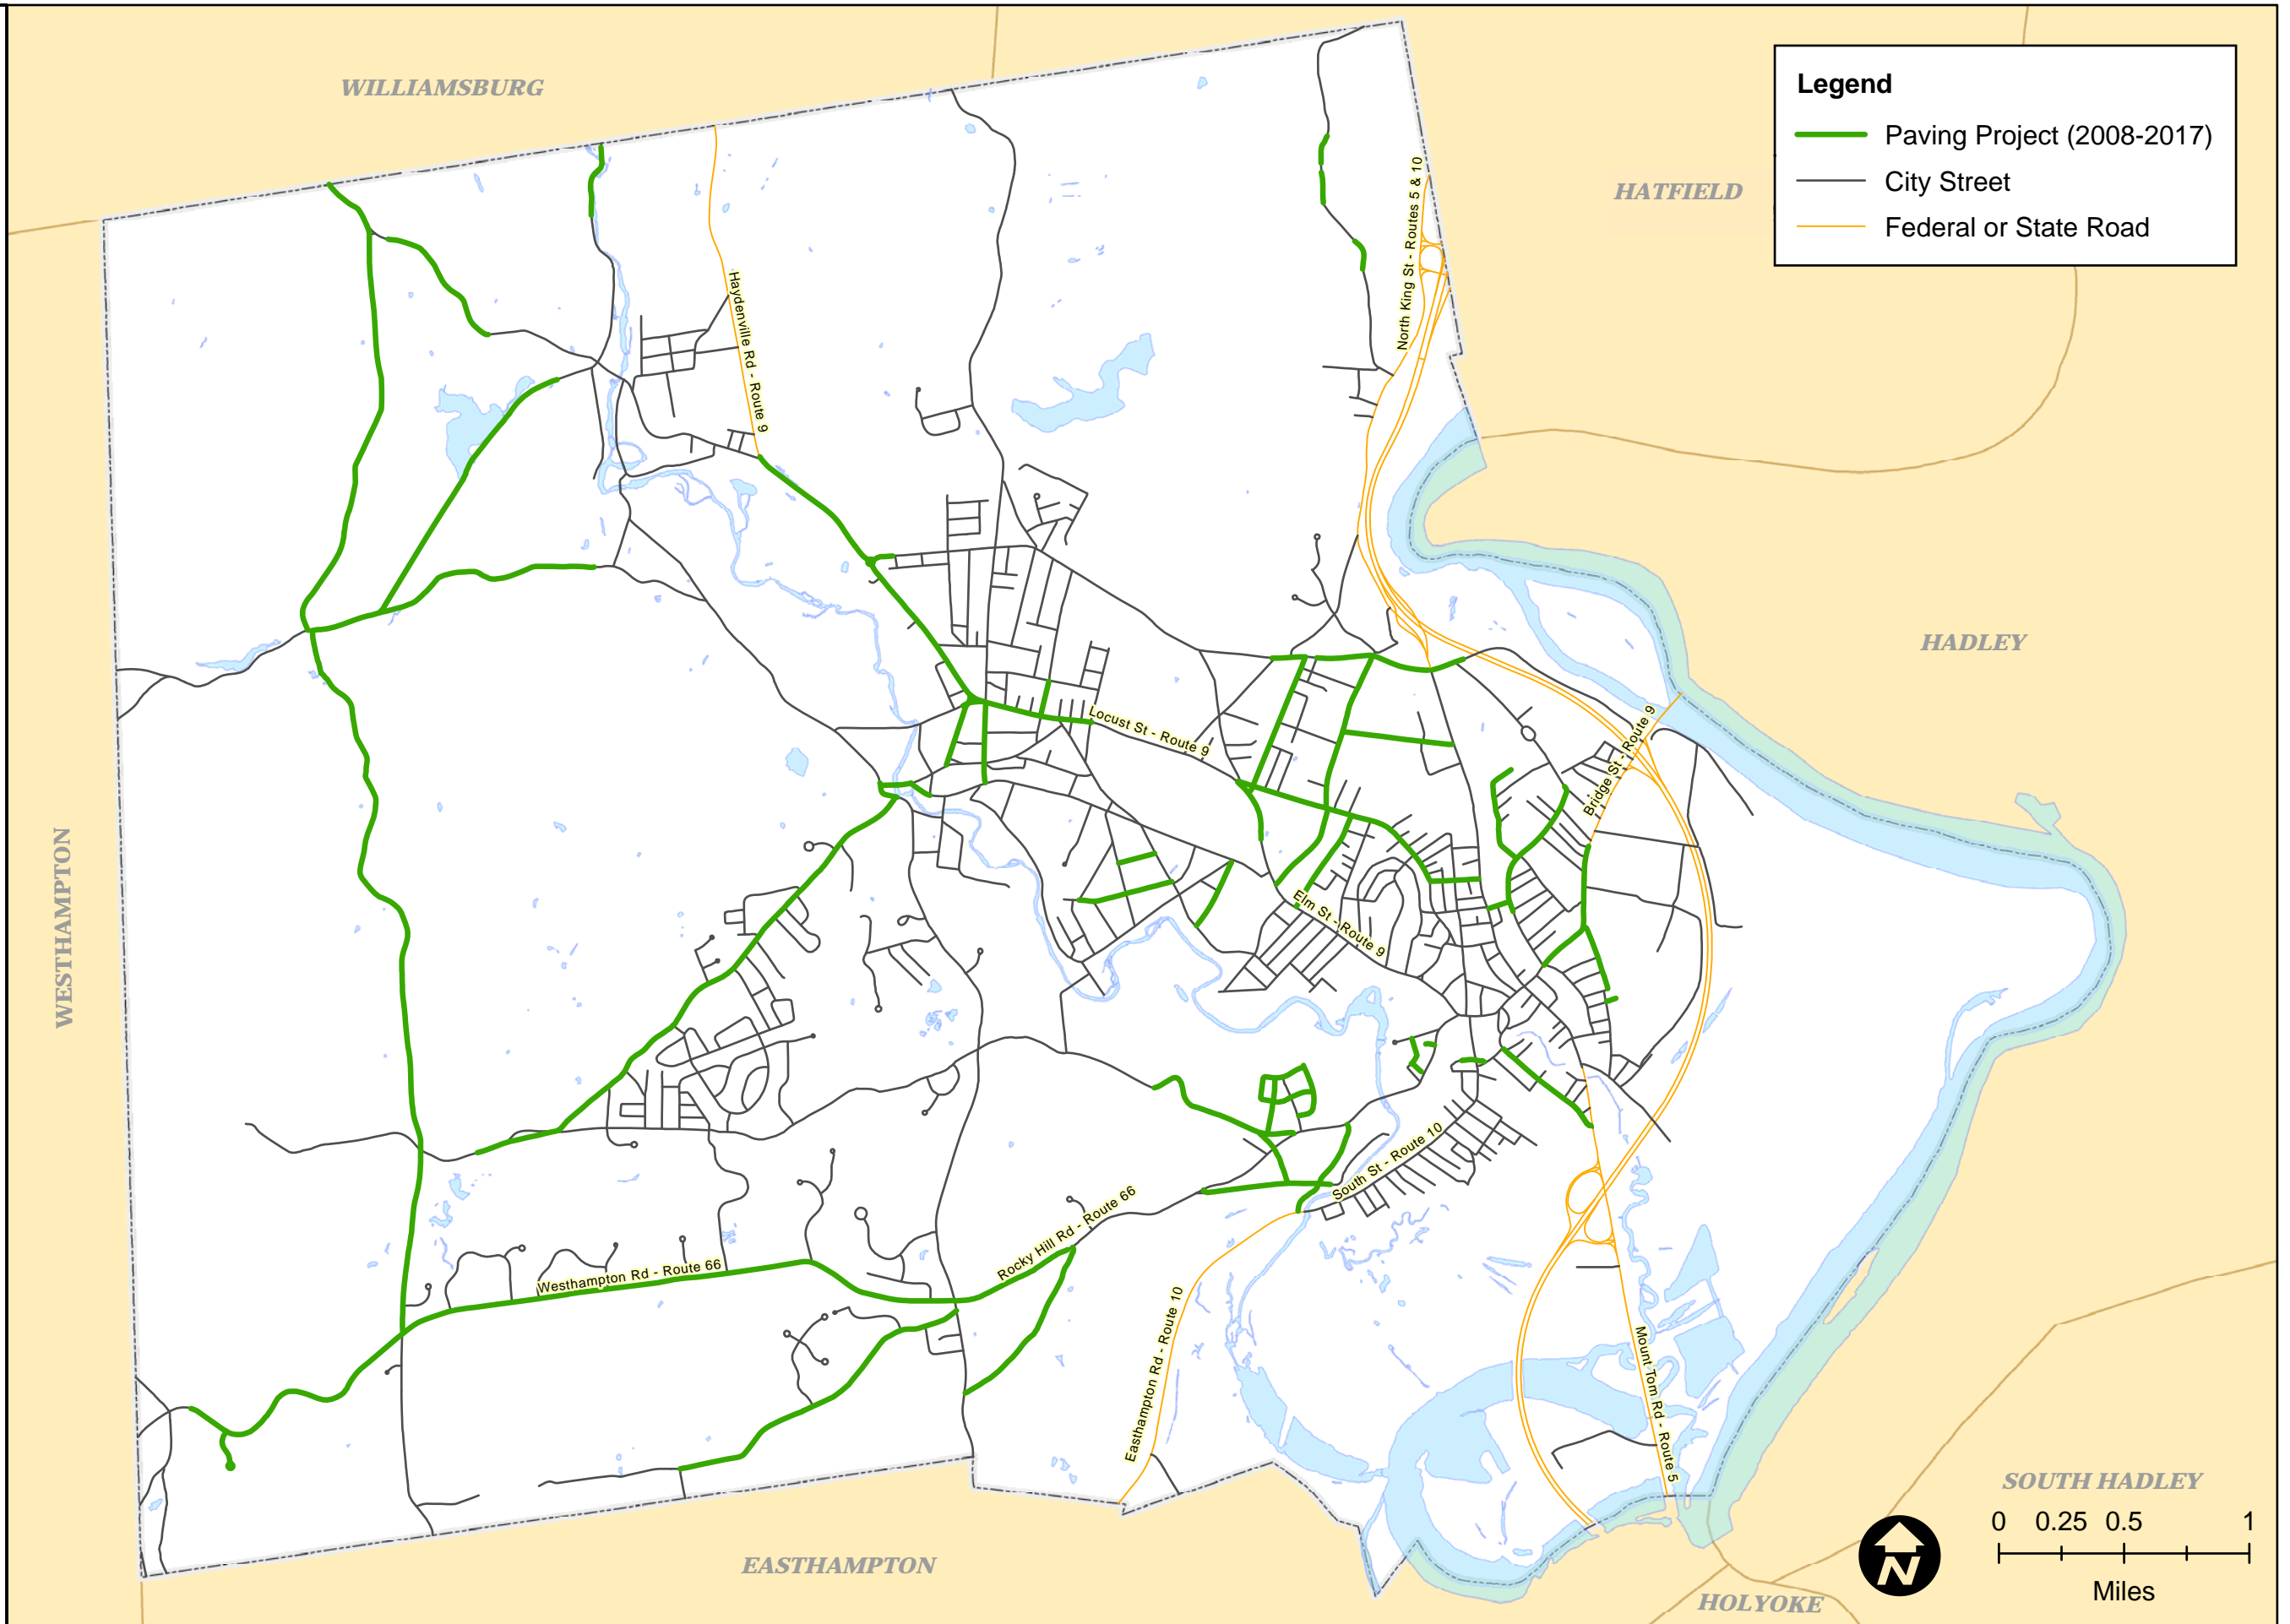 WILLIAMSBURG
Legend
Paving Project (2008-2017)
City Street
Federal or State Road
HATFIELD
North King St - Routes 5 & 10
Haydenville Rd - Route 9
HADLEY
Locust St - Route 9
Bridge St - Route 9
WESTHAMPTON
Elm St - Route 9
South St - Route 10
Rocky Hill Rd - Route 66
Westhampton Rd - Route 66
Easthampton Rd - Route 10
Mount Tom Rd - Route 5
SOUTH HADLEY
0 0.25 0.5 1
Miles
N
EASTHAMPTON
HOLYOKE